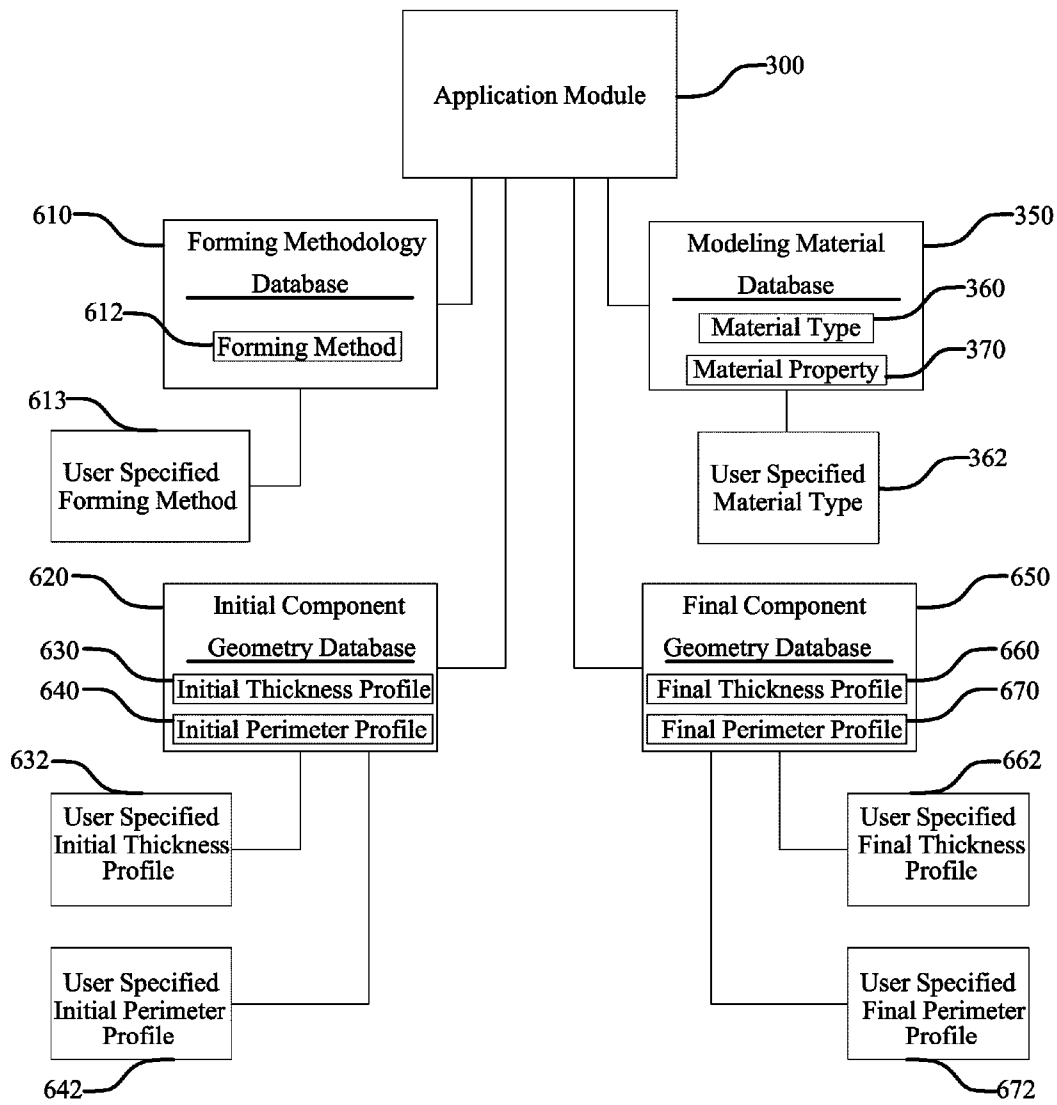 Application Module
300
610
Forming Methodology
Database
612
Forming Method
613
User Specified
Forming Method
350
Modeling Material
Database
360
Material Type
370
Material Property
362
User Specified
Material Type
620
Initial Component
Geometry Database
630
Initial Thickness Profile
640
Initial Perimeter Profile
632
User Specified
Initial Thickness
Profile
User Specified
Initial Perimeter
Profile
642
650
Final Component
Geometry Database
660
Final Thickness Profile
670
Final Perimeter Profile
662
User Specified
Final Thickness
Profile
User Specified
Final Perimeter
Profile
672